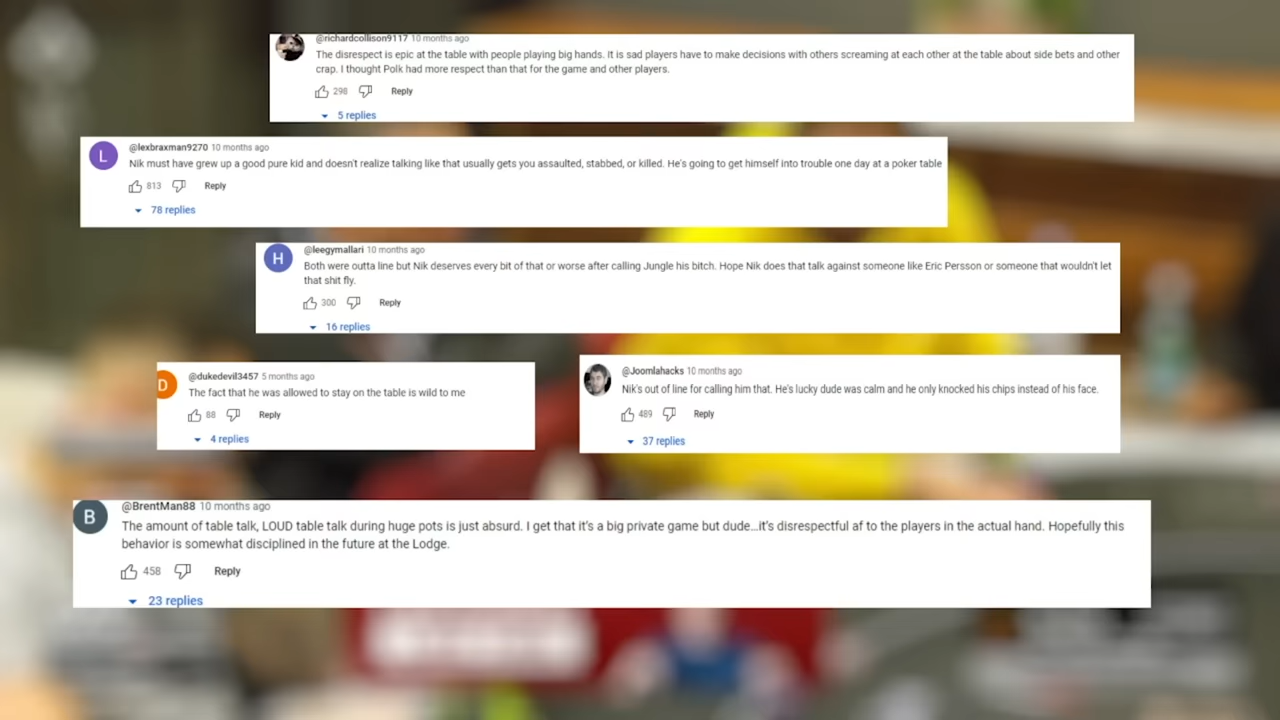 @richardcollison9117 10 months ago
The disrespect is epic at the table with people playing big hands. It is sad players have to make decisions with others screaming at each other at the table about side bets and other
crap. I thought Polk had more respect than that for the game and other players.
298 Reply
5 replies
L
@lexbraxman9270 10 months ago
Nik must have grew up a good pure kid and doesn't realize talking like that usually gets you assaulted, stabbed, or killed. He's going to get himself into trouble one day at a poker table
813 Reply
78 replies
H
@leegymallari 10 months ago
Both were outta line but Nik deserves every bit of that or worse after calling Jungle his bitch. Hope Nik does that talk against someone like Eric Persson or someone that wouldn't let
that shit fly.
300 Reply
16 replies
D
@dukedevil3457 5 months ago
The fact that he was allowed to stay on the table is wild to me
88 Reply
4 replies
@Joomlahacks 10 months ago
Nik's out of line for calling him that. He's lucky dude was calm and he only knocked his chips instead of his face.
489 Reply
37 replies
B
@BrentMan88 10 months ago
The amount of table talk, LOUD table talk during huge pots is just absurd. I get that it's a big private game but dude...it's disrespectful af to the players in the actual hand. Hopefully this
behavior is somewhat disciplined in the future at the Lodge.
458 Reply
23 replies